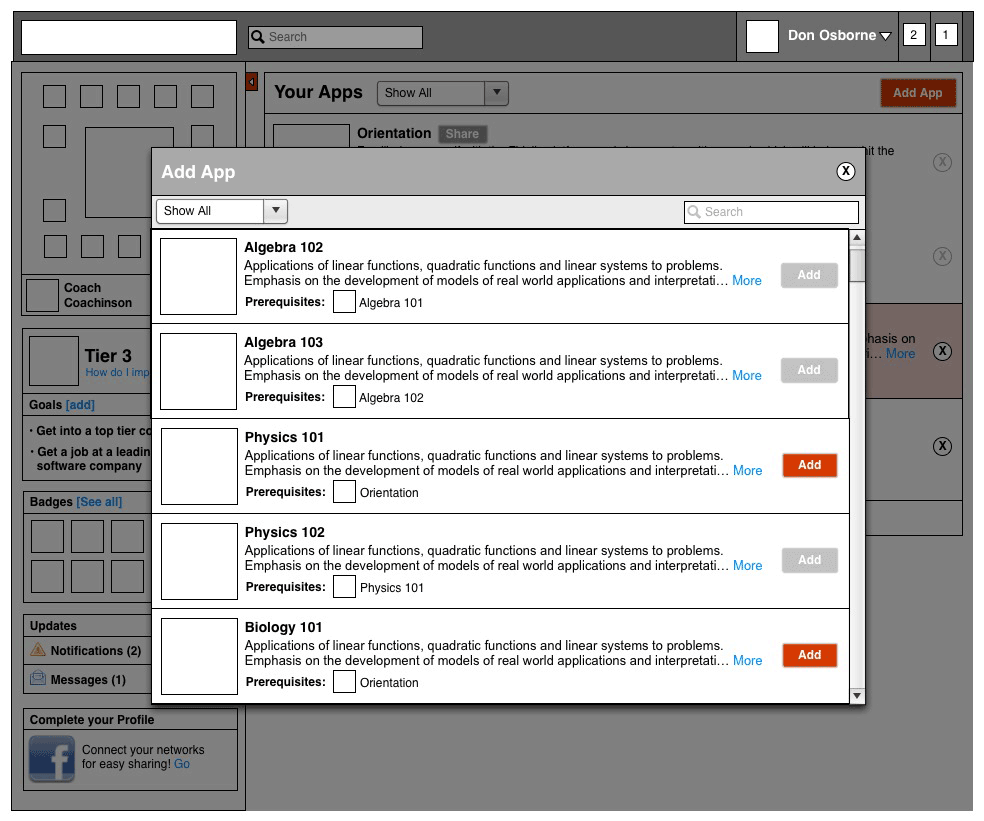 Search
Don Osborne
2
1
Your Apps
Show All
Add App
Orientation
Share
hit the
X
X
hasis on
i… More
X
X
Coach
Coachinson
Tier 3
How do I imp
Goals [add]
· Get into a top tier co
· Get a job at a leadin
software company
Badges [See all]
Updates
Notifications (2)
Messages (1)
Complete your Profile
Connect your networks
for easy sharing! Go
Add App
X
Show All
Search
Algebra 102
Applications of linear functions, quadratic functions and linear systems to problems.
Emphasis on the development of models of real world applications and interpretati… More
Prerequisites: Algebra 101
Add
Algebra 103
Applications of linear functions, quadratic functions and linear systems to problems.
Emphasis on the development of models of real world applications and interpretati… More
Prerequisites: Algebra 102
Add
Physics 101
Applications of linear functions, quadratic functions and linear systems to problems.
Emphasis on the development of models of real world applications and interpretati… More
Prerequisites: Orientation
Add
Physics 102
Applications of linear functions, quadratic functions and linear systems to problems.
Emphasis on the development of models of real world applications and interpretati… More
Prerequisites: Physics 101
Add
Biology 101
Applications of linear functions, quadratic functions and linear systems to problems.
Emphasis on the development of models of real world applications and interpretati… More
Prerequisites: Orientation
Add